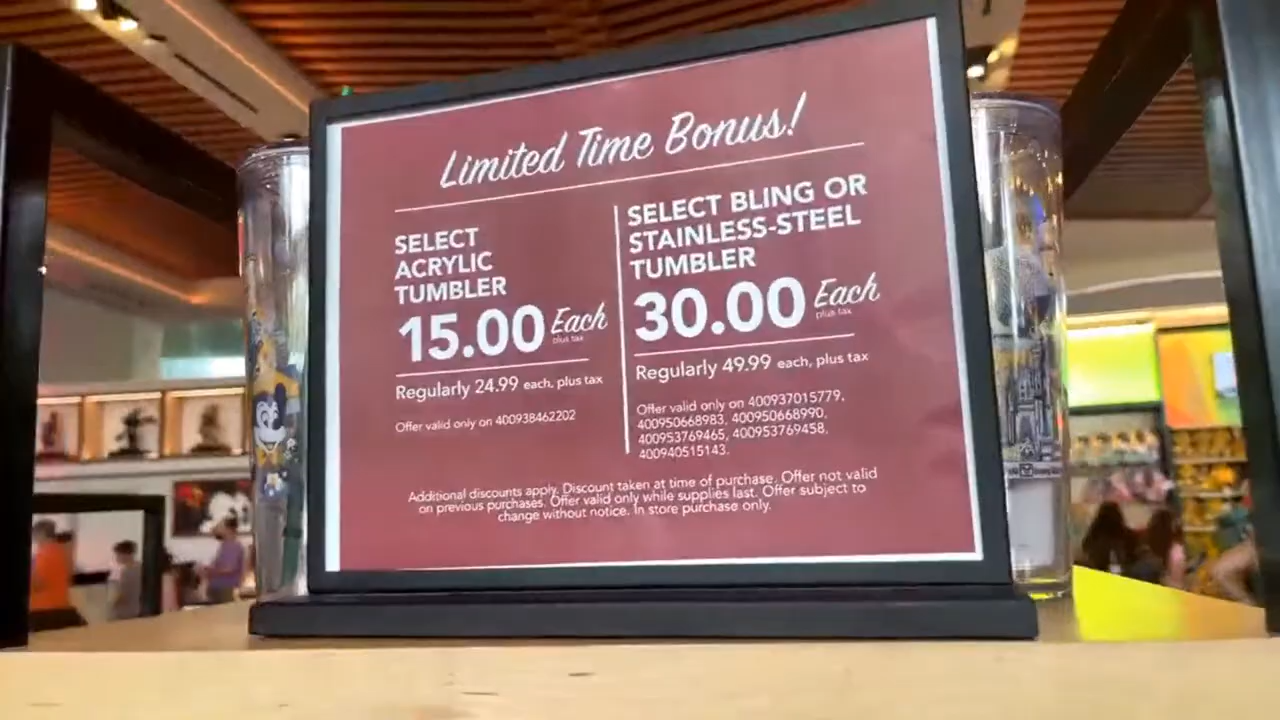 Limited Time Bonus!
SELECT
ACRYLIC
TUMBLER
15.00 Each
plus tax
Regularly 24.99 each, plus tax
Offer valid only on 400938462202
SELECT BLING OR
STAINLESS-STEEL
TUMBLER
30.00 Each
plus tax
Regularly 49.99 each, plus tax
Offer valid only on 400937015779,
400950668983, 400950668990,
400953769465, 400953769458,
400940515143.
Additional discounts apply. Discount taken at time of purchase. Offer not valid
on previous purchases. Offer valid only while supplies last. Offer subject to
change without notice. In store purchase only.